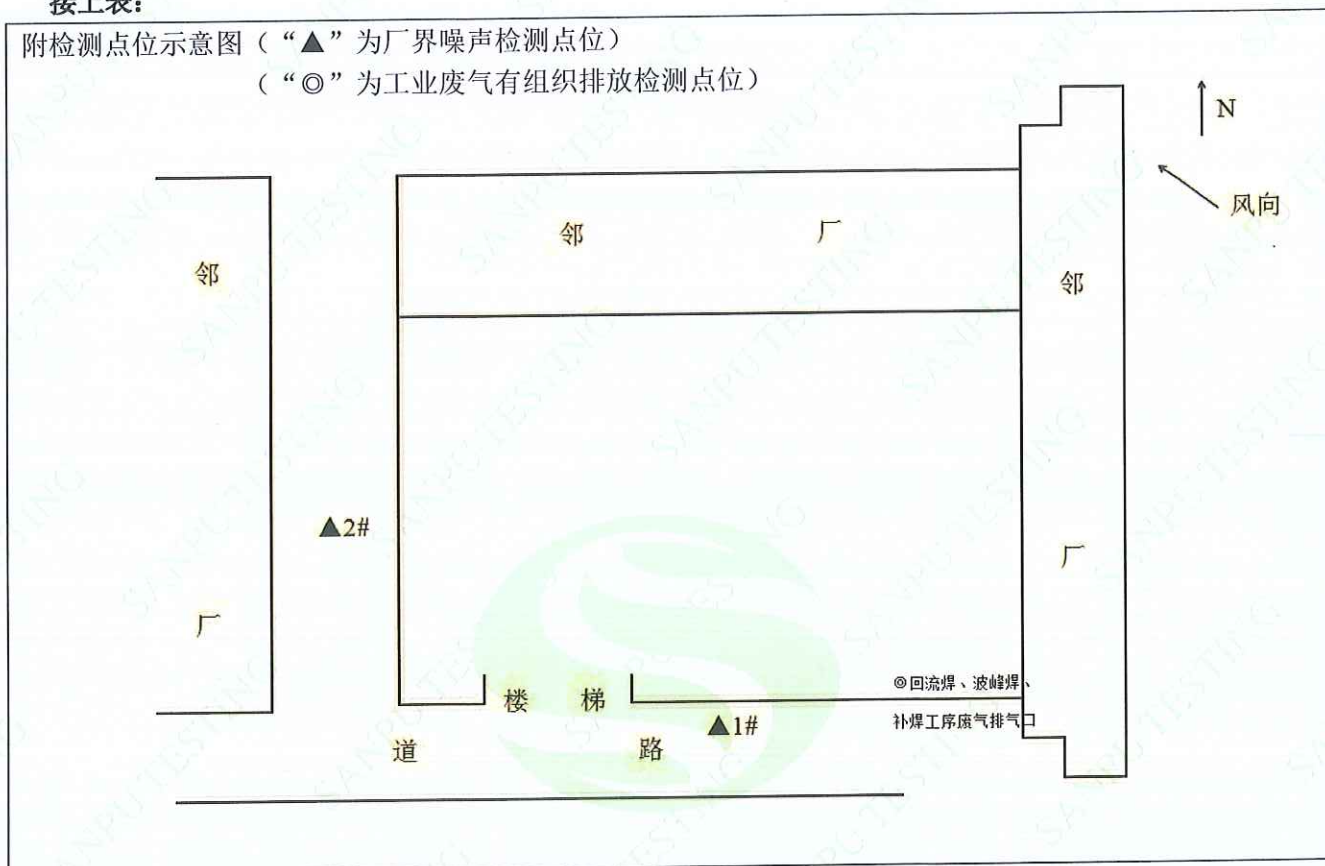 接上表:
附检测点位示意图（“▲”为厂界噪声检测点位）
（“◎”为工业废气有组织排放检测点位）
N
风向
邻 厂
邻
厂
邻
厂
▲2#
楼 梯
◎回流焊、波峰焊、
补焊工序废气排气口
▲1#
道 路
SANPU TESTING